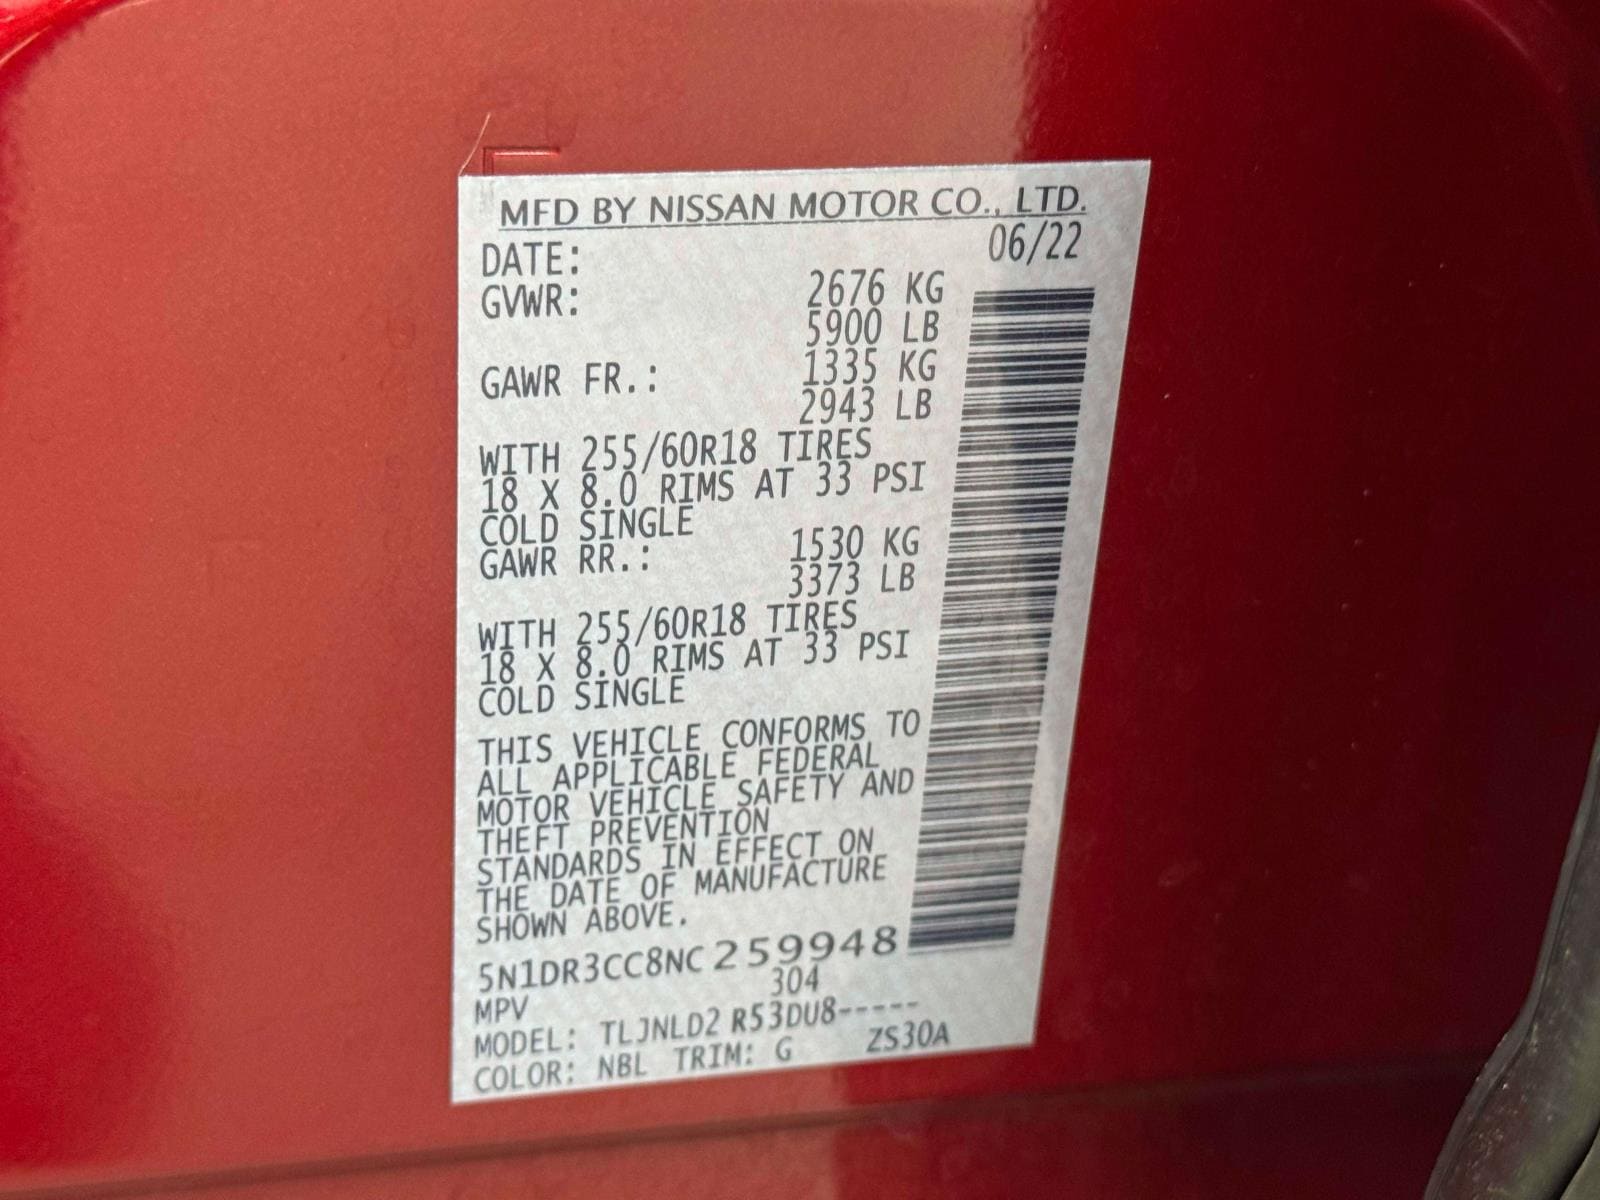 MFD BY NISSAN MOTOR CO., LTD.
DATE: 06/22
GVWR: 2676 KG
5900 LB
GAWR FR.: 1335 KG
2943 LB
WITH 255/60R18 TIRES
18 X 8.0 RIMS AT 33 PSI
COLD SINGLE
GAWR RR.: 1530 KG
3373 LB
WITH 255/60R18 TIRES
18 X 8.0 RIMS AT 33 PSI
COLD SINGLE
THIS VEHICLE CONFORMS TO
ALL APPLICABLE FEDERAL
MOTOR VEHICLE SAFETY AND
THEFT PREVENTION
STANDARDS IN EFFECT ON
THE DATE OF MANUFACTURE
SHOWN ABOVE.
5N1DR3CC8NC259948
MPV 304
MODEL: TLJNLD2 R53DU8-----
COLOR: NBL TRIM: G ZS30A